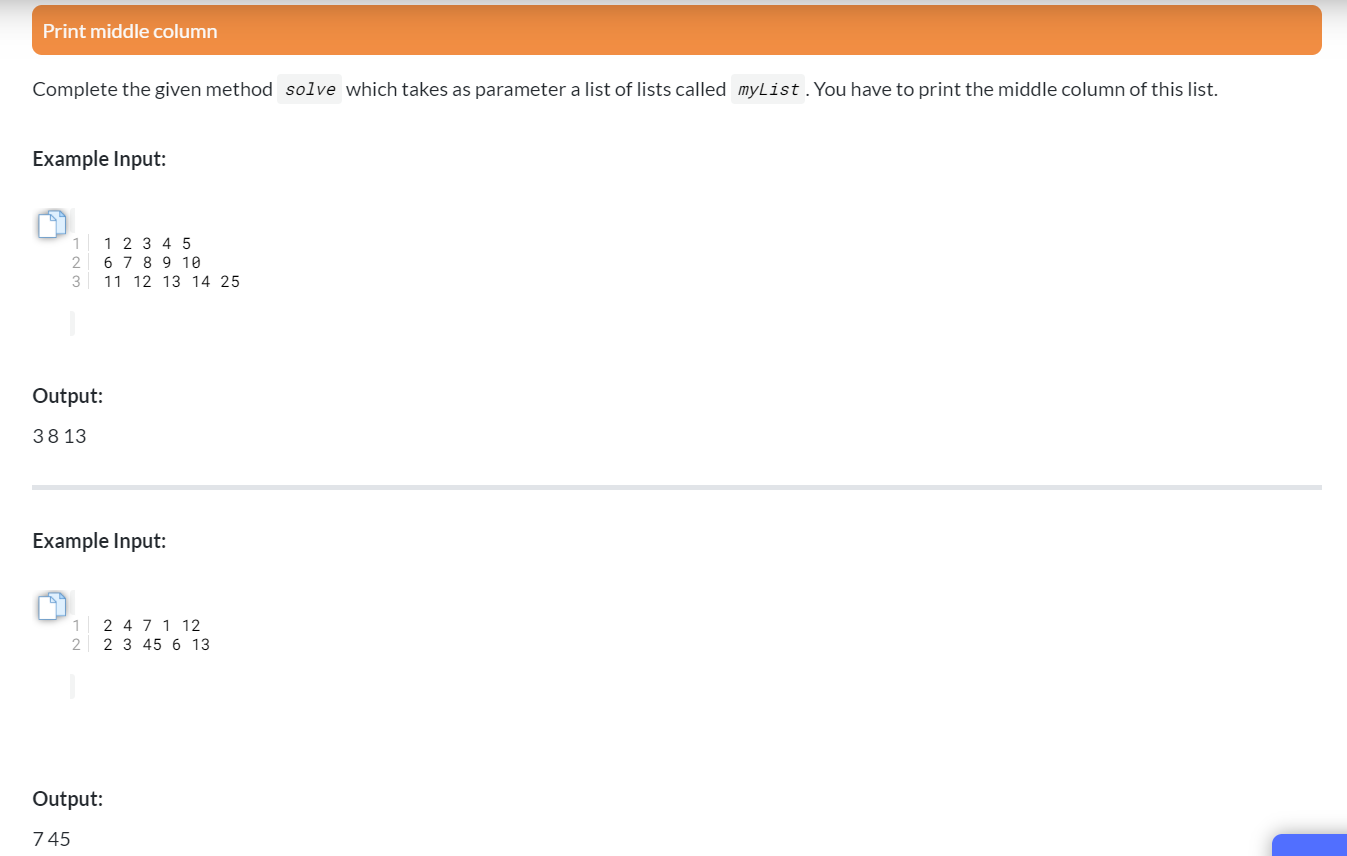 Print middle column
Complete the given method solve which takes as parameter a list of lists called myList. You have to print the middle column of this list.
Example Input:
1 1 2 3 4 5
2 6 7 8 9 10
3 11 12 13 14 25
Output:
3 8 13
Example Input:
1 2 4 7 1 12
2 2 3 45 6 13
Output:
7 45